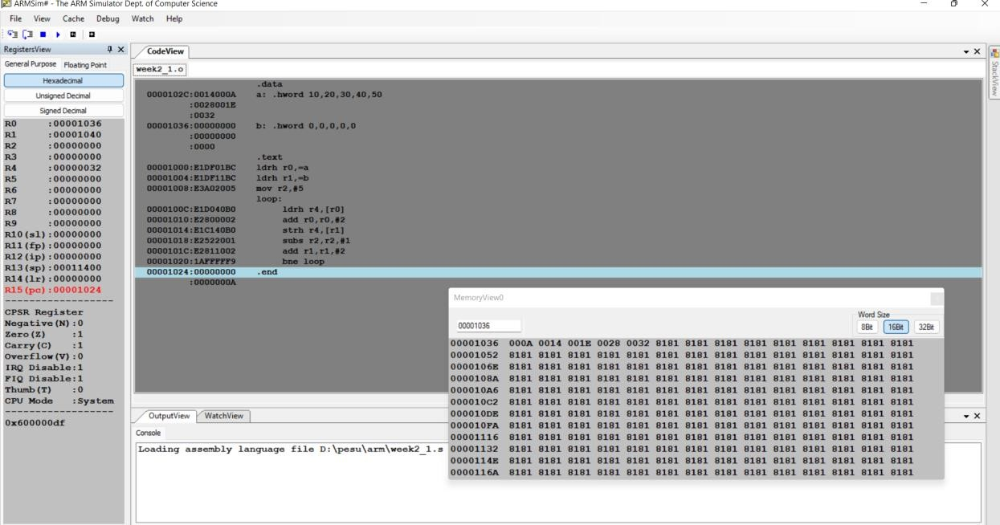 ARMSim# - The ARM Simulator Dept. of Computer Science
File View Cache Debug Watch Help
RegistersView
General Purpose Floating Point
Hexadecimal
Unsigned Decimal
Signed Decimal
R0 :00001036
R1 :00001040
R2 :00000000
R3 :00000000
R4 :00000032
R5 :00000000
R6 :00000000
R7 :00000000
R8 :00000000
R9 :00000000
R10(sl):00000000
R11(fp):00000000
R12(ip):00000000
R13(sp):00011400
R14(lr):00000000
R15(pc):00001024
------------------
CPSR Register
Negative(N):0
Zero(Z) :1
Carry(C) :1
Overflow(V):0
IRQ Disable:1
FIQ Disable:1
Thumb(T) :0
CPU Mode :System
------------------
0x600000df
CodeView
week2_1.o
.data
0000102C:0014000A a: .hword 10,20,30,40,50
:0028001E
:0032
00001036:00000000 b: .hword 0,0,0,0,0
:00000000
:0000
.text
00001000:E1DF01BC ldrh r0,=a
00001004:E1DF11BC ldrh r1,=b
00001008:E3A02005 mov r2,#5
loop:
0000100C:E1D040B0 ldrh r4,[r0]
00001010:E2800002 add r0,r0,#2
00001014:E1C140B0 strh r4,[r1]
00001018:E2522001 subs r2,r2,#1
0000101C:E2811002 add r1,r1,#2
00001020:1AFFFFF9 bne loop
00001024:00000000 .end
:0000000A
StackView
MemoryView0
Word Size
00001036 8Bit 16Bit 32Bit
00001036 000A 0014 001E 0028 0032 8181 8181 8181 8181 8181 8181 8181 8181 8181
00001052 8181 8181 8181 8181 8181 8181 8181 8181 8181 8181 8181 8181 8181 8181
0000106E 8181 8181 8181 8181 8181 8181 8181 8181 8181 8181 8181 8181 8181 8181
0000108A 8181 8181 8181 8181 8181 8181 8181 8181 8181 8181 8181 8181 8181 8181
000010A6 8181 8181 8181 8181 8181 8181 8181 8181 8181 8181 8181 8181 8181 8181
000010C2 8181 8181 8181 8181 8181 8181 8181 8181 8181 8181 8181 8181 8181 8181
000010DE 8181 8181 8181 8181 8181 8181 8181 8181 8181 8181 8181 8181 8181 8181
000010FA 8181 8181 8181 8181 8181 8181 8181 8181 8181 8181 8181 8181 8181 8181
00001116 8181 8181 8181 8181 8181 8181 8181 8181 8181 8181 8181 8181 8181 8181
00001132 8181 8181 8181 8181 8181 8181 8181 8181 8181 8181 8181 8181 8181 8181
0000114E 8181 8181 8181 8181 8181 8181 8181 8181 8181 8181 8181 8181 8181 8181
0000116A 8181 8181 8181 8181 8181 8181 8181 8181 8181 8181 8181 8181 8181 8181
OutputView WatchView
Console
Loading assembly language file D:\pesu\arm\week2_1.s